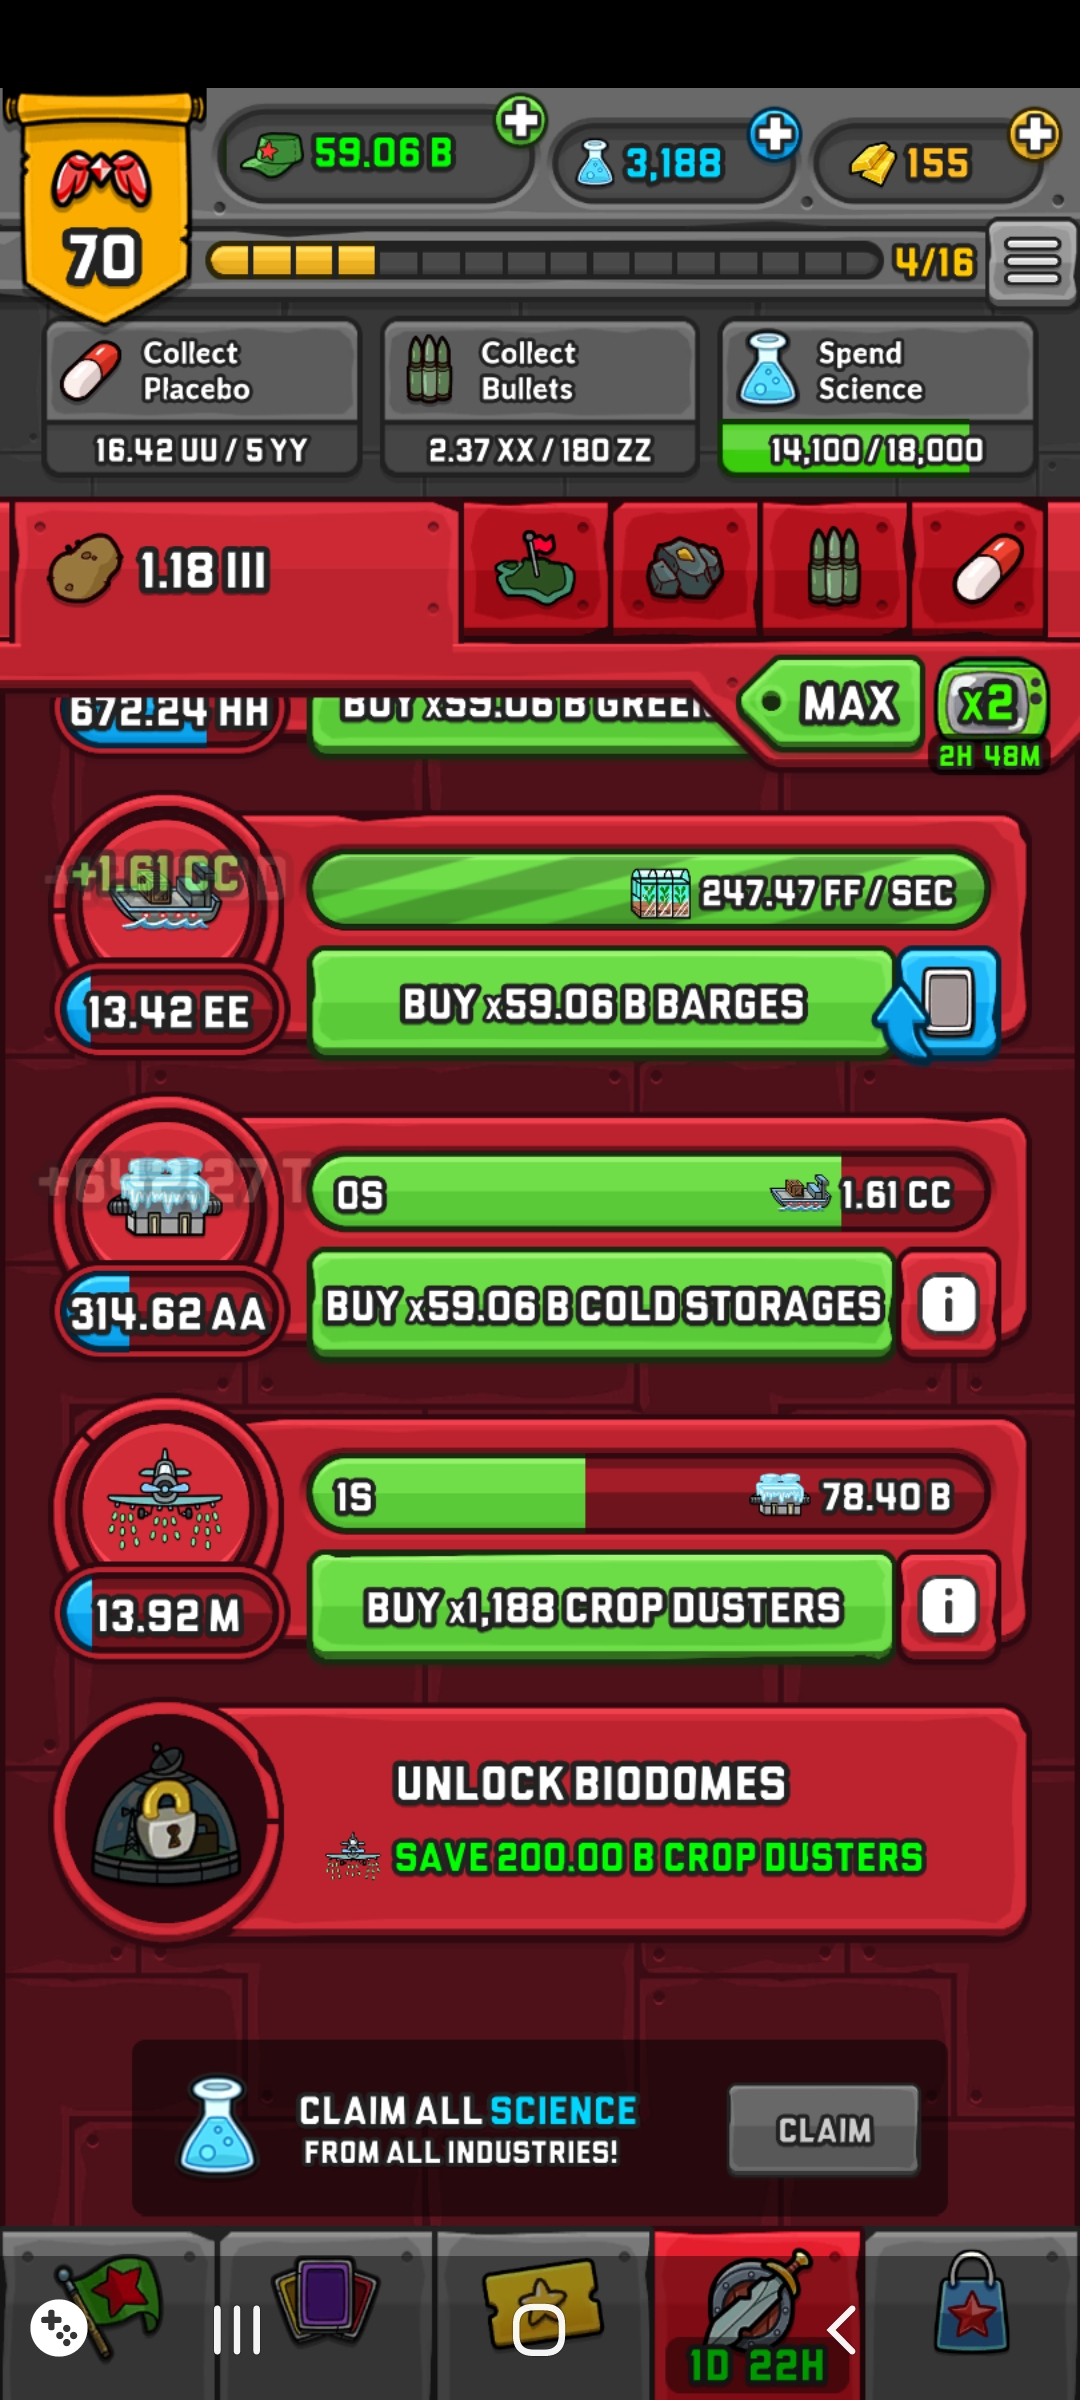 59.06 B
3,188
155
70
4/16
Collect
Placebo
16.42 UU / 5 YY
Collect
Bullets
2.37 XX / 180 ZZ
Spend
Science
14,100 / 18,000
1.18 III
MAX
x2
2H 48M
672.24 HH
BUY x59.06 B
+1.61 CC
247.47 FF / SEC
13.42 EE
BUY x59.06 B BARGES
0S
1.61 CC
314.62 AA
BUY x59.06 B COLD STORAGES
1S
78.40 B
13.92 M
BUY x1,188 CROP DUSTERS
UNLOCK BIODOMES
SAVE 200.00 B CROP DUSTERS
CLAIM ALL SCIENCE
FROM ALL INDUSTRIES!
CLAIM
1D 22H